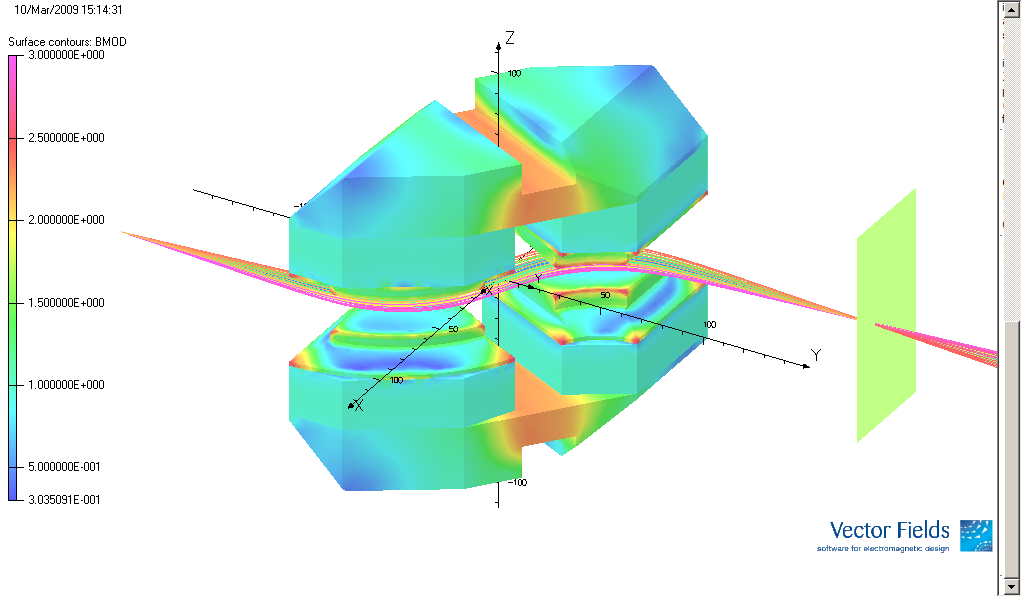 10/Mar/2009 15:14:31
Surface contours: BMOD
3.000000E+000
2.500000E+000
2.000000E+000
1.500000E+000
1.000000E+000
5.000000E-001
3.035091E-001
Z
100
Y
50
100
Y
X
50
100
X
-100
Vector Fields
software for electromagnetic design